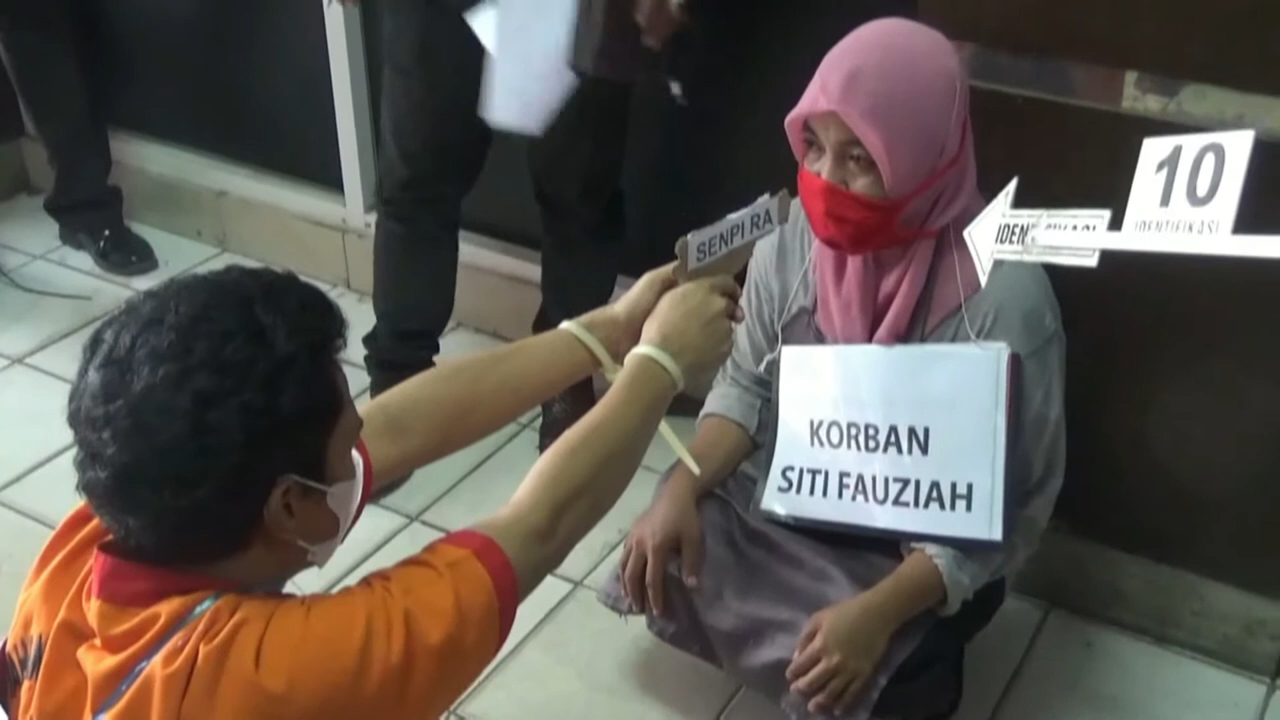 SENPI RA
10
IDENTIFIKASI
KORBAN
SITI FAUZIAH